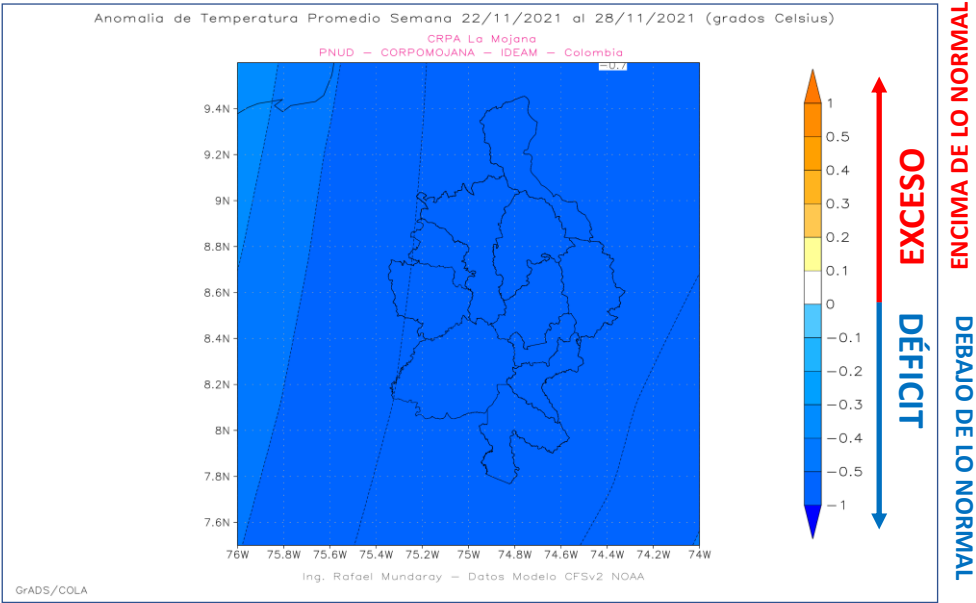 Anomalia de Temperatura Promedio Semana 22/11/2021 al 28/11/2021 (grados Celsius)
CRPA La Mojana
PNUD – CORPOMOJANA – IDEAM – Colombia
-0.7
9.4N
9.2N
9N
8.8N
8.6N
8.4N
8.2N
8N
7.8N
7.6N
76W 75.8W 75.6W 75.4W 75.2W 75W 74.8W 74.6W 74.4W 74.2W 74W
1
0.5
0.4
0.3
0.2
0.1
0
-0.1
-0.2
-0.3
-0.4
-0.5
-1
EXCESO
DÉFICIT
ENCIMA DE LO NORMAL
DEBAJO DE LO NORMAL
Ing. Rafael Mundaray – Datos Modelo CFSv2 NOAA
GrADS/COLA